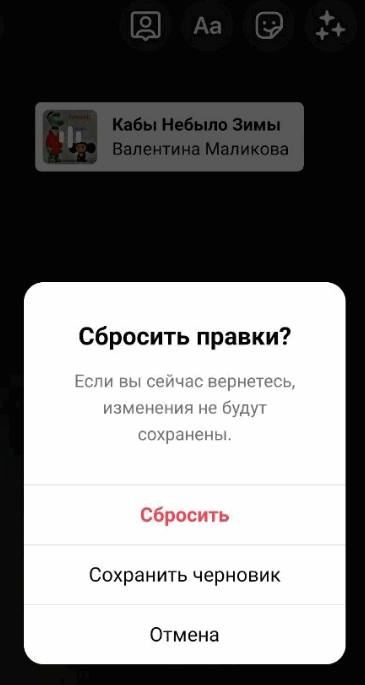 Aa
Кабы Небыло Зимы
Валентина Маликова
Сбросить правки?
Если вы сейчас вернетесь,
изменения не будут
сохранены.
Сбросить
Сохранить черновик
Отмена